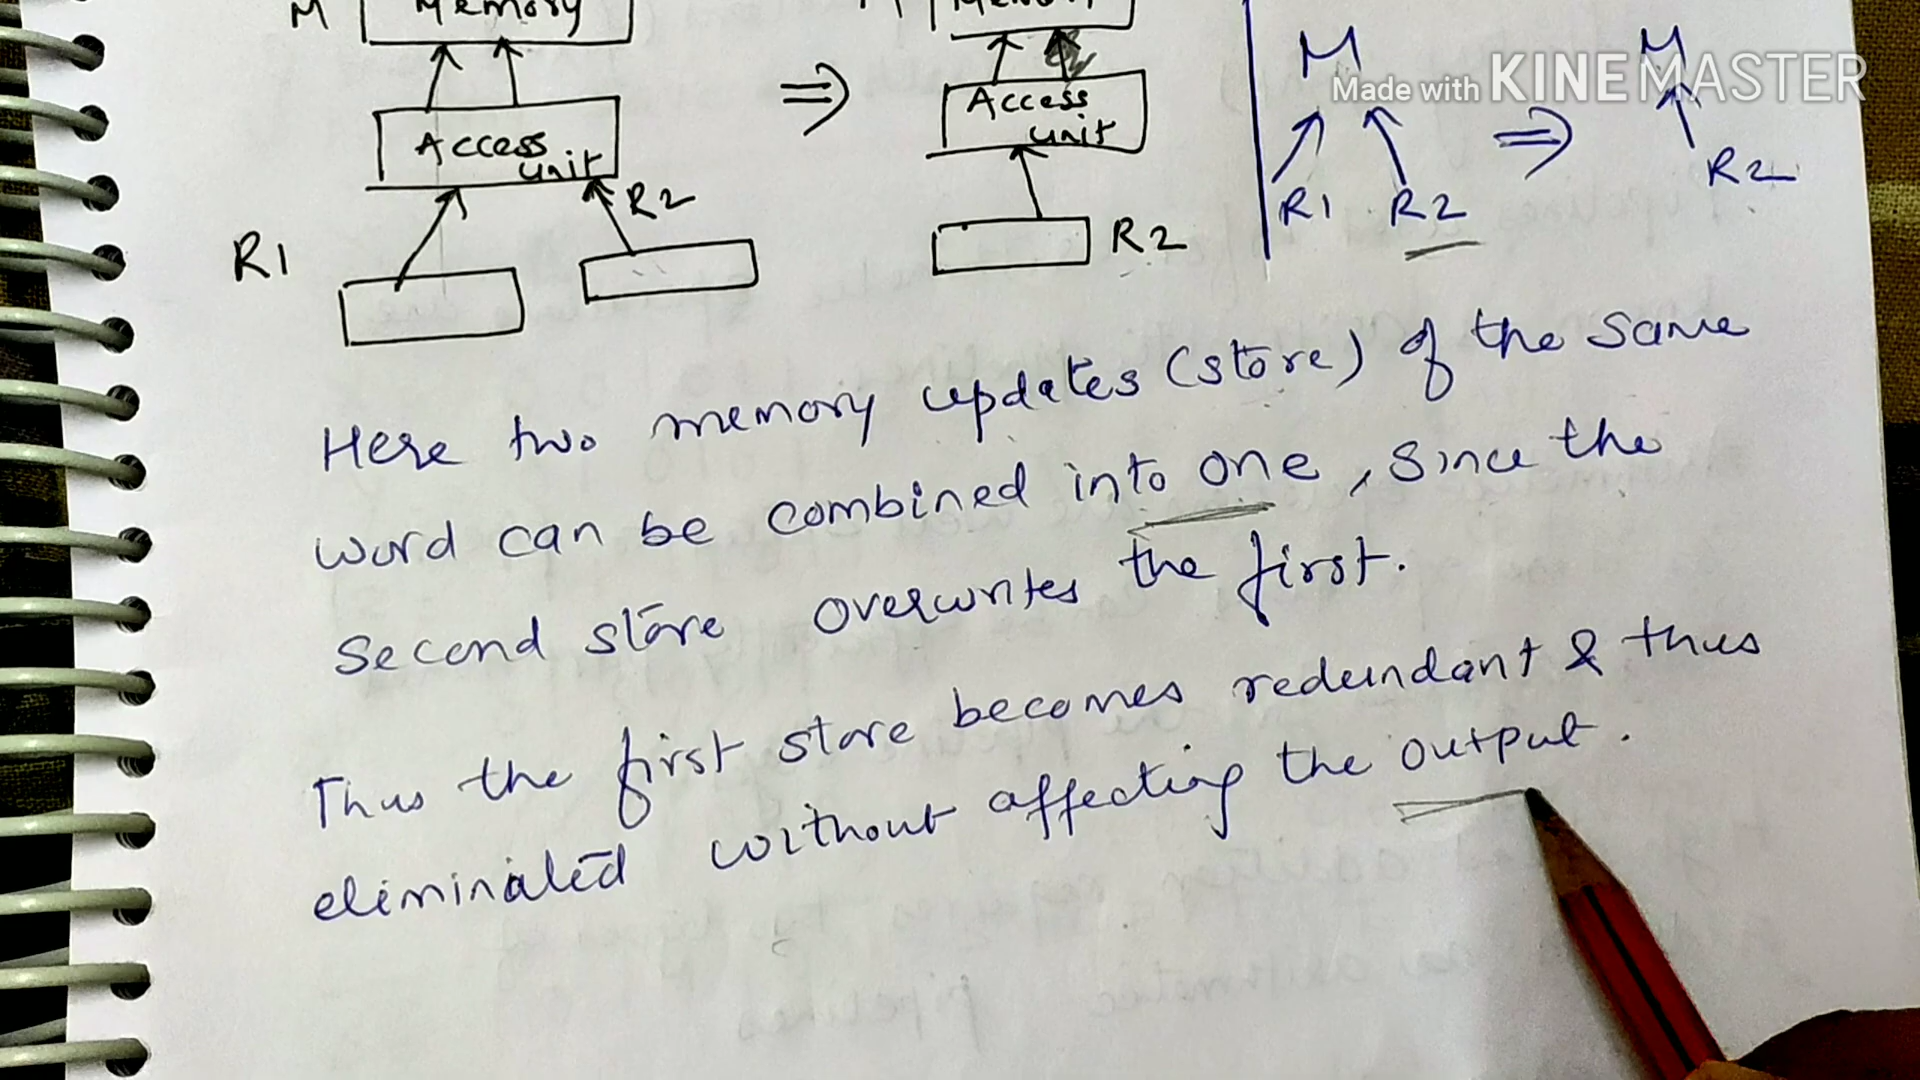 M Memory
Access unit
R1
R2
⇒
M Memory
Access unit
R2
M
R1 R2
⇒
M
R2
Made with KINEMASTER
Here two memory updates (store) of the same
word can be combined into one, since the
second store overwrites the first.
Thus the first store becomes redundant & thus
eliminated without affecting the output.